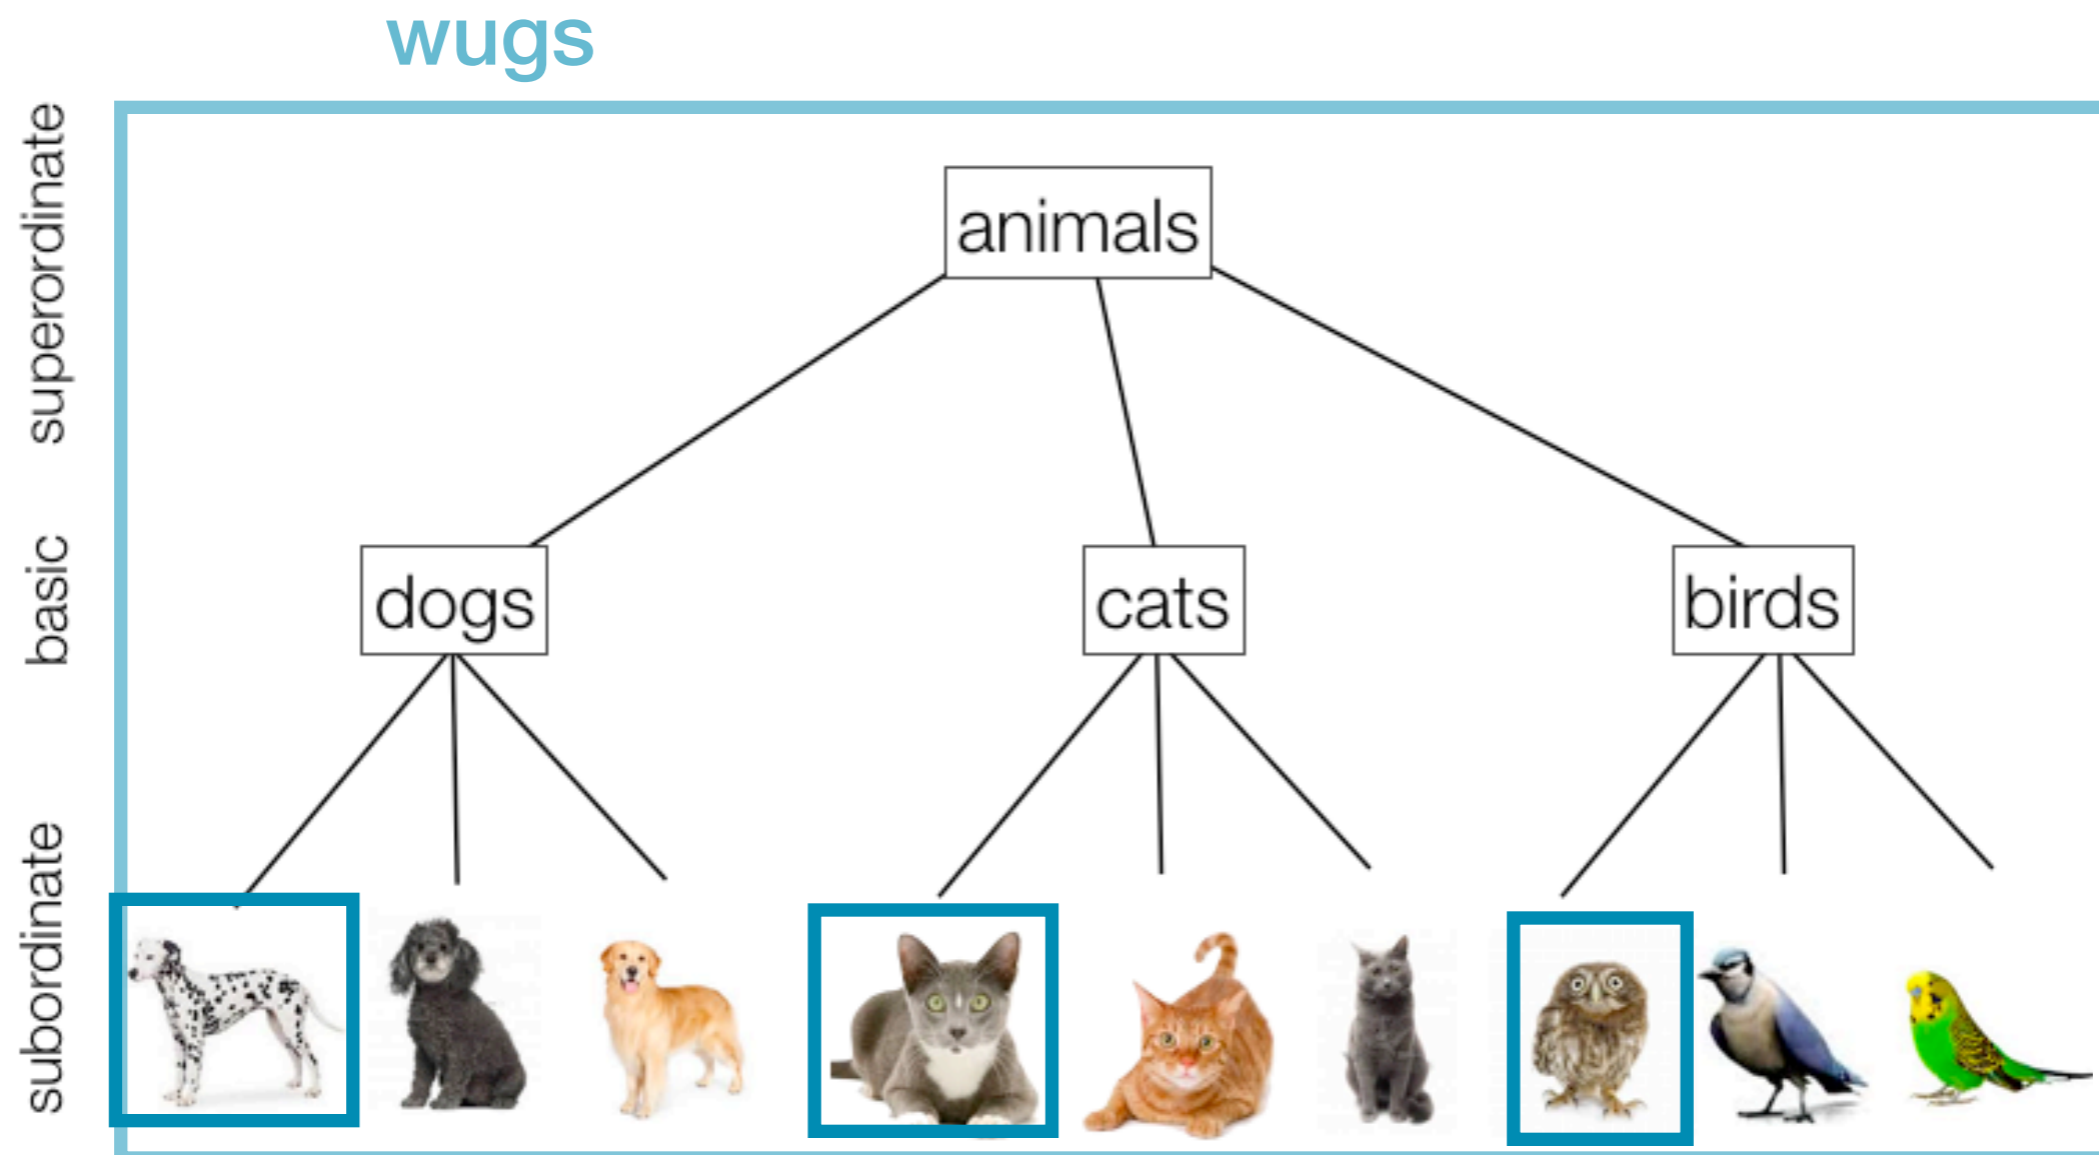 wugs
superordinate
animals
basic
dogs
cats
birds
subordinate